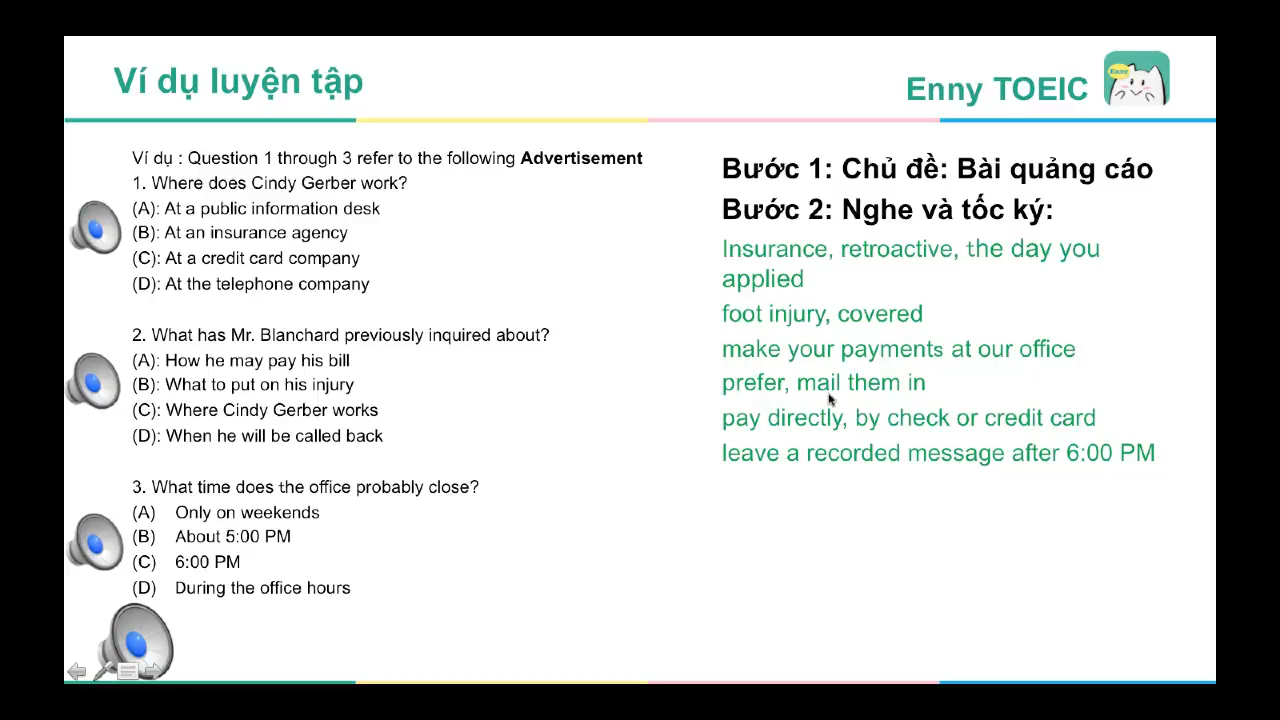 Ví dụ luyện tập
Enny TOEIC
Enny
Ví dụ : Question 1 through 3 refer to the following Advertisement
1. Where does Cindy Gerber work?
(A): At a public information desk
(B): At an insurance agency
(C): At a credit card company
(D): At the telephone company
2. What has Mr. Blanchard previously inquired about?
(A): How he may pay his bill
(B): What to put on his injury
(C): Where Cindy Gerber works
(D): When he will be called back
3. What time does the office probably close?
(A) Only on weekends
(B) About 5:00 PM
(C) 6:00 PM
(D) During the office hours
Bước 1: Chủ đề: Bài quảng cáo
Bước 2: Nghe và tốc ký:
Insurance, retroactive, the day you
applied
foot injury, covered
make your payments at our office
prefer, mail them in
pay directly, by check or credit card
leave a recorded message after 6:00 PM